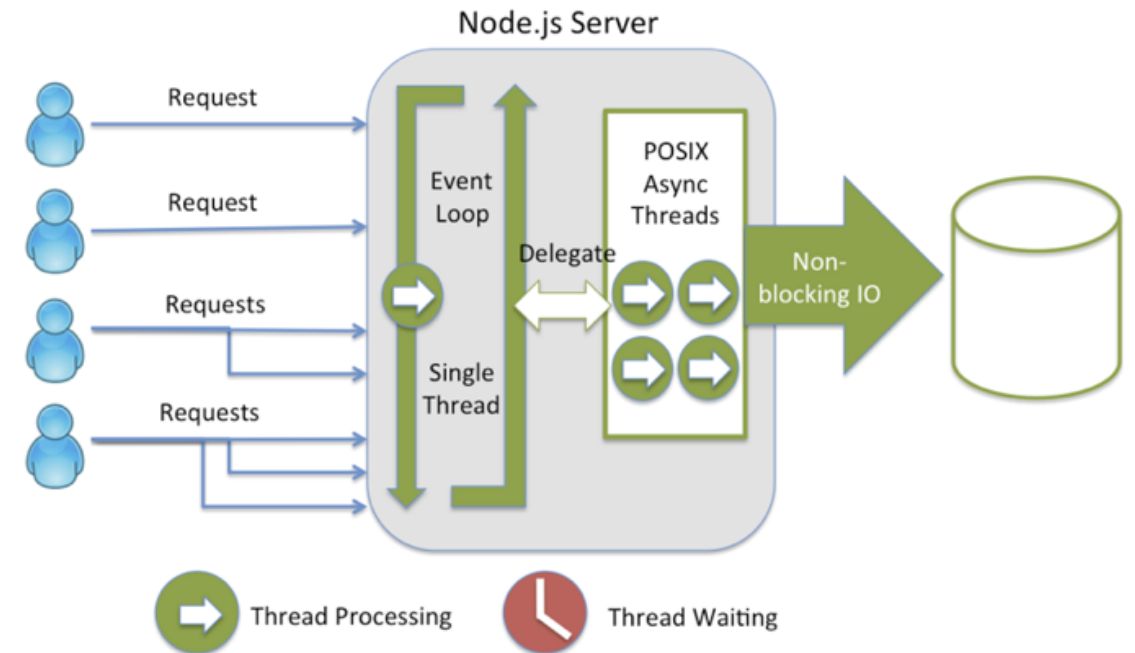 Node.js Server
Request
Request
Requests
Requests
Event
Loop
Single
Thread
Delegate
POSIX
Async
Threads
Non-
blocking IO
Thread Processing
Thread Waiting